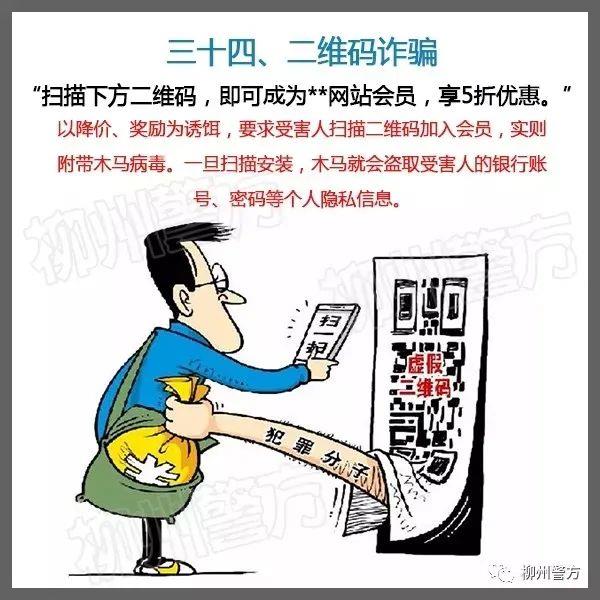 三十四、二维码诈骗
“扫描下方二维码，即可成为**网站会员，享5折优惠。”
以降价、奖励为诱饵，要求受害人扫描二维码加入会员，实则
附带木马病毒。一旦扫描安装，木马就会盗取受害人的银行账
号、密码等个人隐私信息。
柳州警方
柳州警方
扫一扫
虚假
二维码
犯罪分子
柳州警方
柳州警方
柳州警方